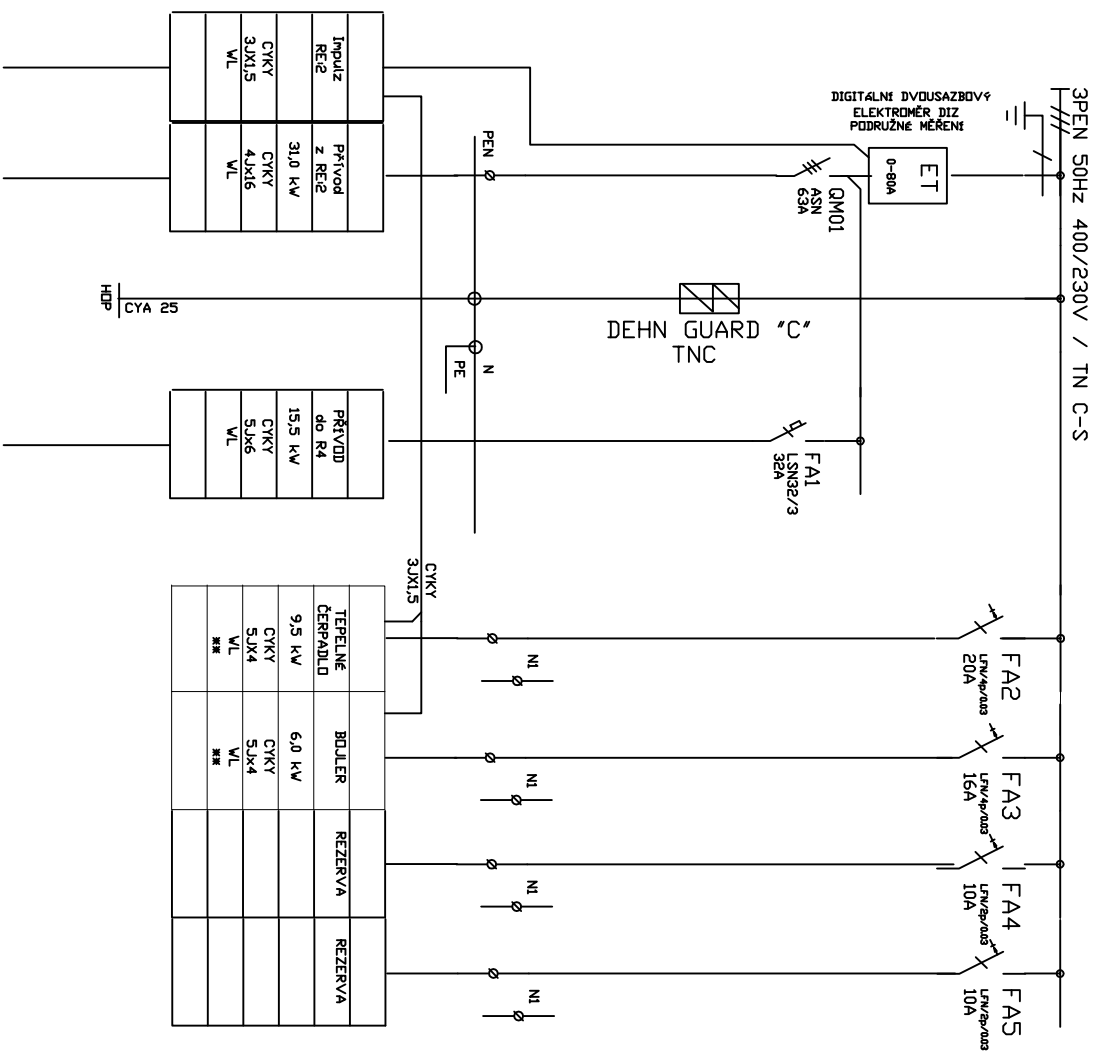 3PEN 50Hz 400/230V / TN C-S
DIGITáLNí DVOUSAZBOVý
ELEKTROMĚR DIZ
PODRUŽNé MĚŘENí
ET
0-80A
QM01
ASN
63A
FA1
LSN32/3
32A
FA2
LFN/4p/0.03
20A
FA3
LFN/4p/0.03
16A
FA4
LFN/2p/0.03
10A
FA5
LFN/2p/0.03
10A
DEHN GUARD "C"
TNC
PEN
N
PE
N1
N1
N1
N1
CYKY
3JX1,5
HOP
CYA 25
Impulz
RE12
CYKY
3JX1,5
WL
Přívod
z RE12
31,0 kW
CYKY
4Jx16
WL
PŘíVOD
do R4
15,5 kW
CYKY
5Jx6
WL
TEPELNÉ
ČERPADLO
9,5 kW
CYKY
5JX4
WL
**
BOJLER
6,0 kW
CYKY
5Jx4
WL
**
REZERVA
REZERVA